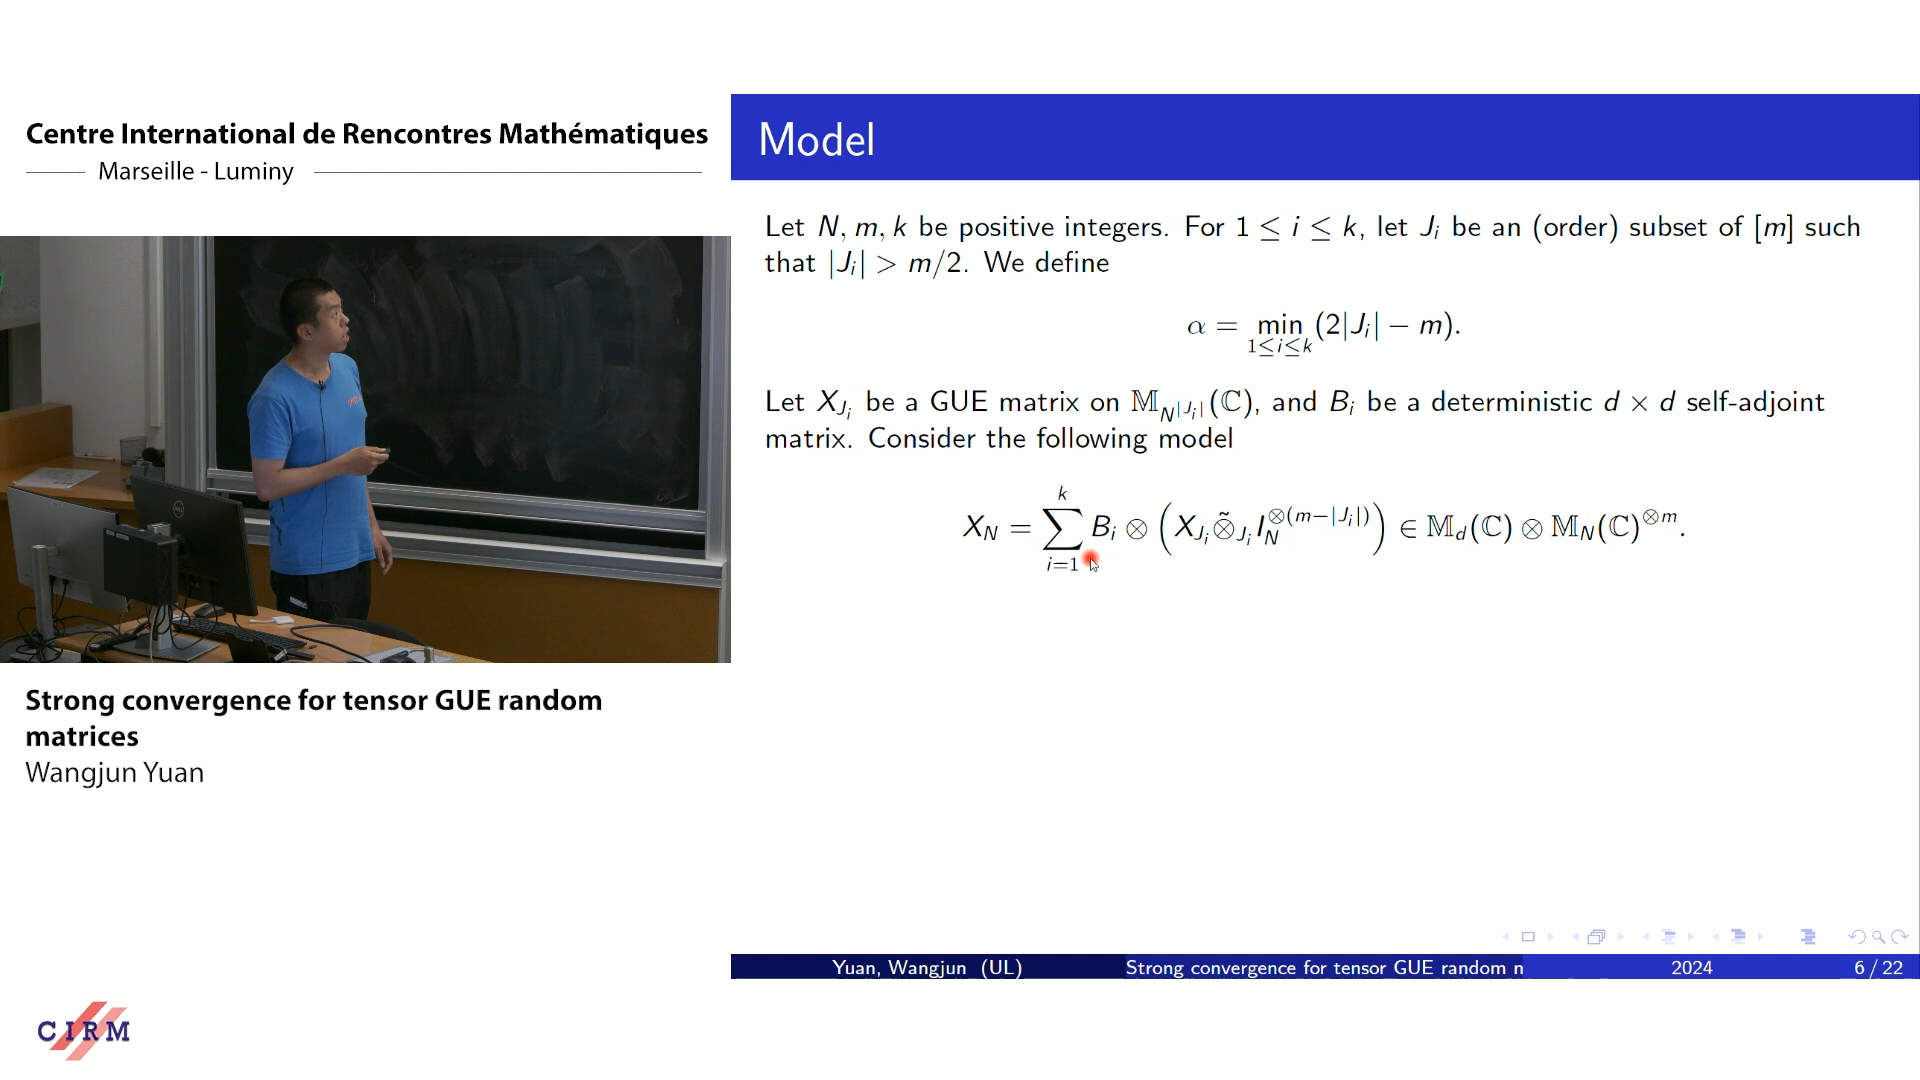 Centre International de Rencontres Mathématiques
Marseille - Luminy
Strong convergence for tensor GUE random
matrices
Wangjun Yuan
CIRM
Model
Let N, m, k be positive integers. For 1 ≤ i ≤ k, let J_i be an (order) subset of [m] such
that |J_i| > m/2. We define
α = min_{1≤i≤k} (2|J_i| − m).
Let X_{J_i} be a GUE matrix on 𝕄_{N^{|J_i|}}(ℂ), and B_i be a deterministic d × d self-adjoint
matrix. Consider the following model
X_N = ∑_{i=1}^{k} B_i ⊗ (X_{J_i} ⊗̃_{J_i} I_N^{⊗(m−|J_i|)}) ∈ 𝕄_d(ℂ) ⊗ 𝕄_N(ℂ)^{⊗m}.
Yuan, Wangjun (UL) Strong convergence for tensor GUE random 2024 6 / 22